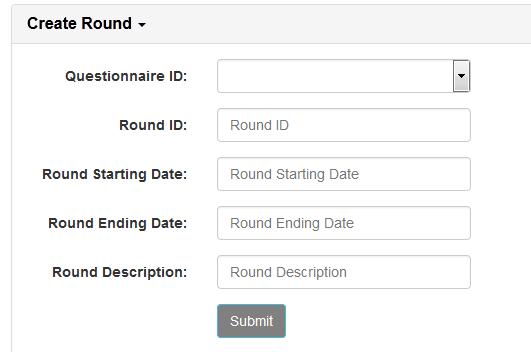 Create Round
Questionnaire ID:
Round ID: Round ID
Round Starting Date: Round Starting Date
Round Ending Date: Round Ending Date
Round Description: Round Description
Submit